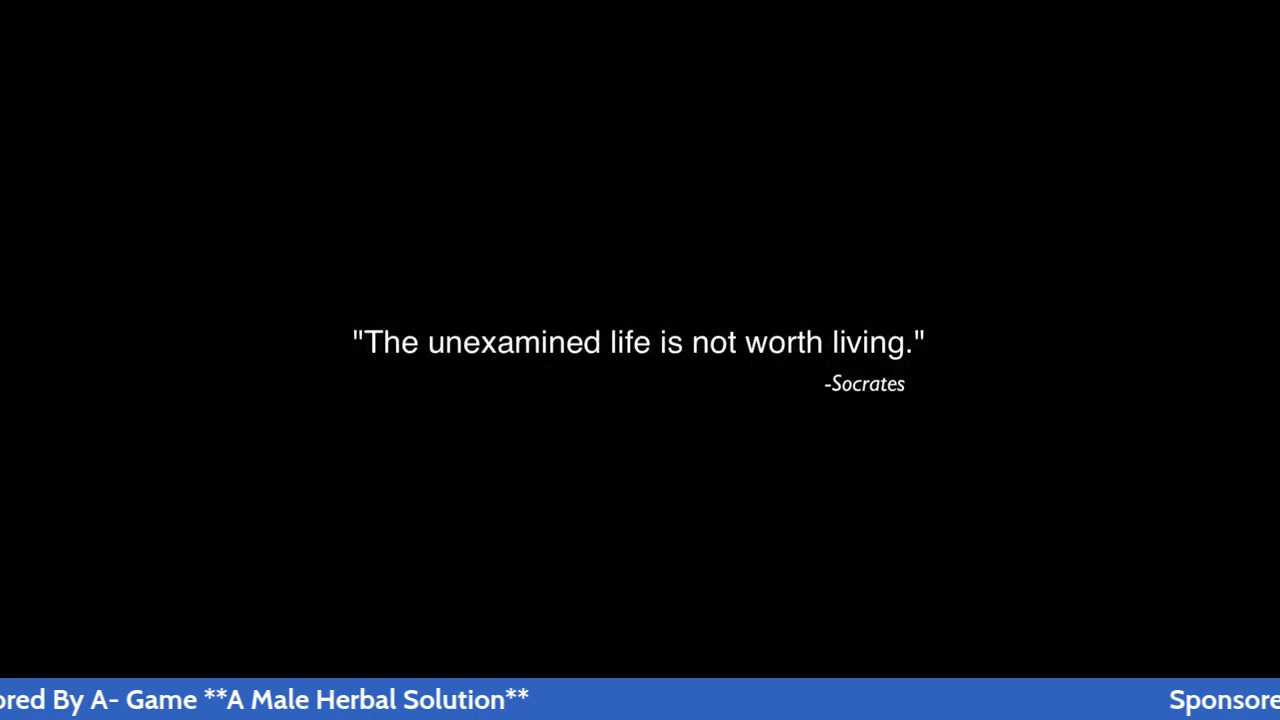 "The unexamined life is not worth living."
-Socrates
ored By A- Game **A Male Herbal Solution** Sponsore